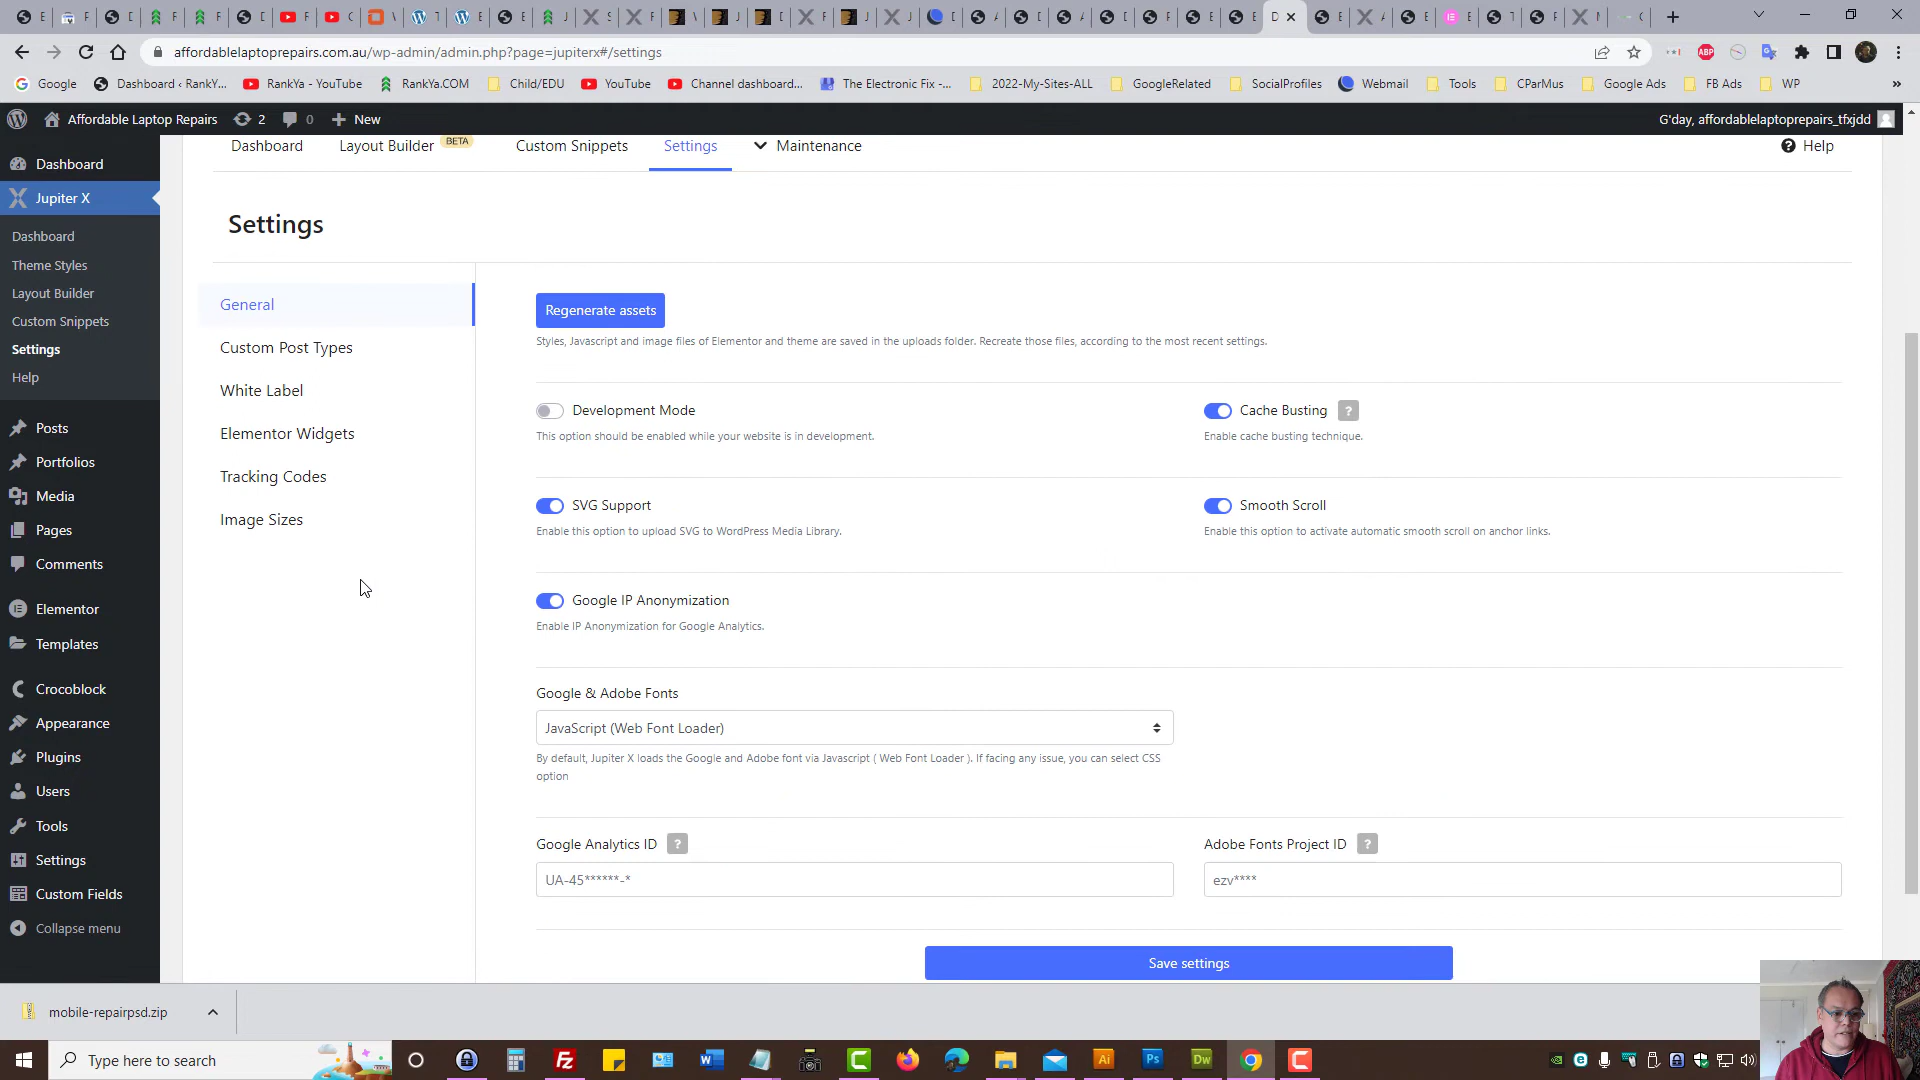 affordablelaptoprepairs.com.au/wp-admin/admin.php?page=jupiterx#/settings
ABP
Google
Dashboard ‹ RankY...
RankYa - YouTube
RankYa.COM
Child/EDU
YouTube
Channel dashboard...
The Electronic Fix -...
2022-My-Sites-ALL
GoogleRelated
SocialProfiles
Webmail
Tools
CParMus
Google Ads
FB Ads
WP
»
Affordable Laptop Repairs
2
0
New
G'day, affordablelaptoprepairs_tfxjdd
Dashboard
Jupiter X
Dashboard
Theme Styles
Layout Builder
Custom Snippets
Settings
Help
Posts
Portfolios
Media
Pages
Comments
Elementor
Templates
Crocoblock
Appearance
Plugins
Users
Tools
Settings
Custom Fields
Collapse menu
Dashboard
Layout Builder
BETA
Custom Snippets
Settings
Maintenance
Help
Settings
General
Custom Post Types
White Label
Elementor Widgets
Tracking Codes
Image Sizes
Regenerate assets
Styles, Javascript and image files of Elementor and theme are saved in the uploads folder. Recreate those files, according to the most recent settings.
Development Mode
This option should be enabled while your website is in development.
Cache Busting ?
Enable cache busting technique.
SVG Support
Enable this option to upload SVG to WordPress Media Library.
Smooth Scroll
Enable this option to activate automatic smooth scroll on anchor links.
Google IP Anonymization
Enable IP Anonymization for Google Analytics.
Google & Adobe Fonts
JavaScript (Web Font Loader)
By default, Jupiter X loads the Google and Adobe font via Javascript ( Web Font Loader ). If facing any issue, you can select CSS
option
Google Analytics ID ?
UA-45******-*
Adobe Fonts Project ID ?
ezv****
Save settings
mobile-repairpsd.zip
Type here to search
Ai
Ps
Dw